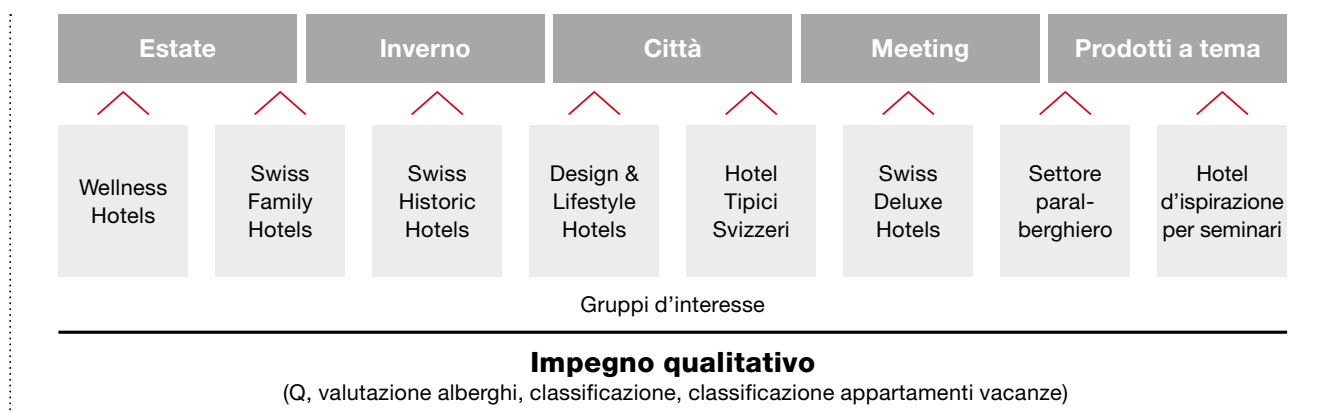 Estate
Inverno
Città
Meeting
Prodotti a tema
Wellness
Hotels
Swiss
Family
Hotels
Swiss
Historic
Hotels
Design &
Lifestyle
Hotels
Hotel
Tipici
Svizzeri
Swiss
Deluxe
Hotels
Settore
paral-
berghiero
Hotel
d'ispirazione
per seminari
Gruppi d’interesse
Impegno qualitativo
(Q, valutazione alberghi, classificazione, classificazione appartamenti vacanze)